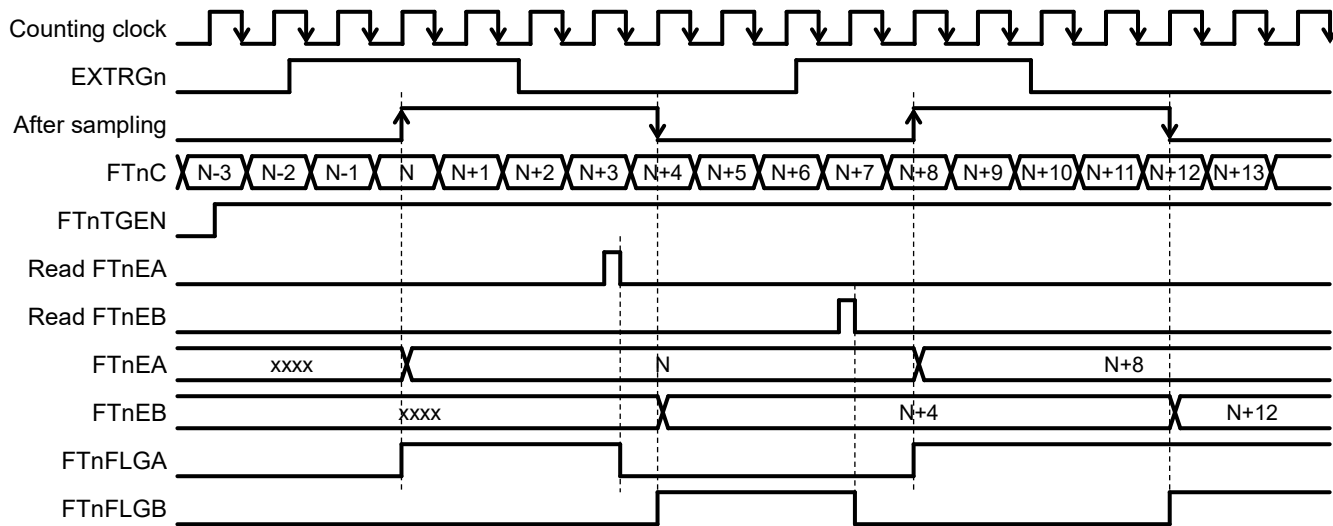 Counting clock
EXTRGn
After sampling
FTnC N-3 N-2 N-1 N N+1 N+2 N+3 N+4 N+5 N+6 N+7 N+8 N+9 N+10 N+11 N+12 N+13
FTnTGEN
Read FTnEA
Read FTnEB
FTnEA xxxx N N+8
FTnEB xxxx N+4 N+12
FTnFLGA
FTnFLGB